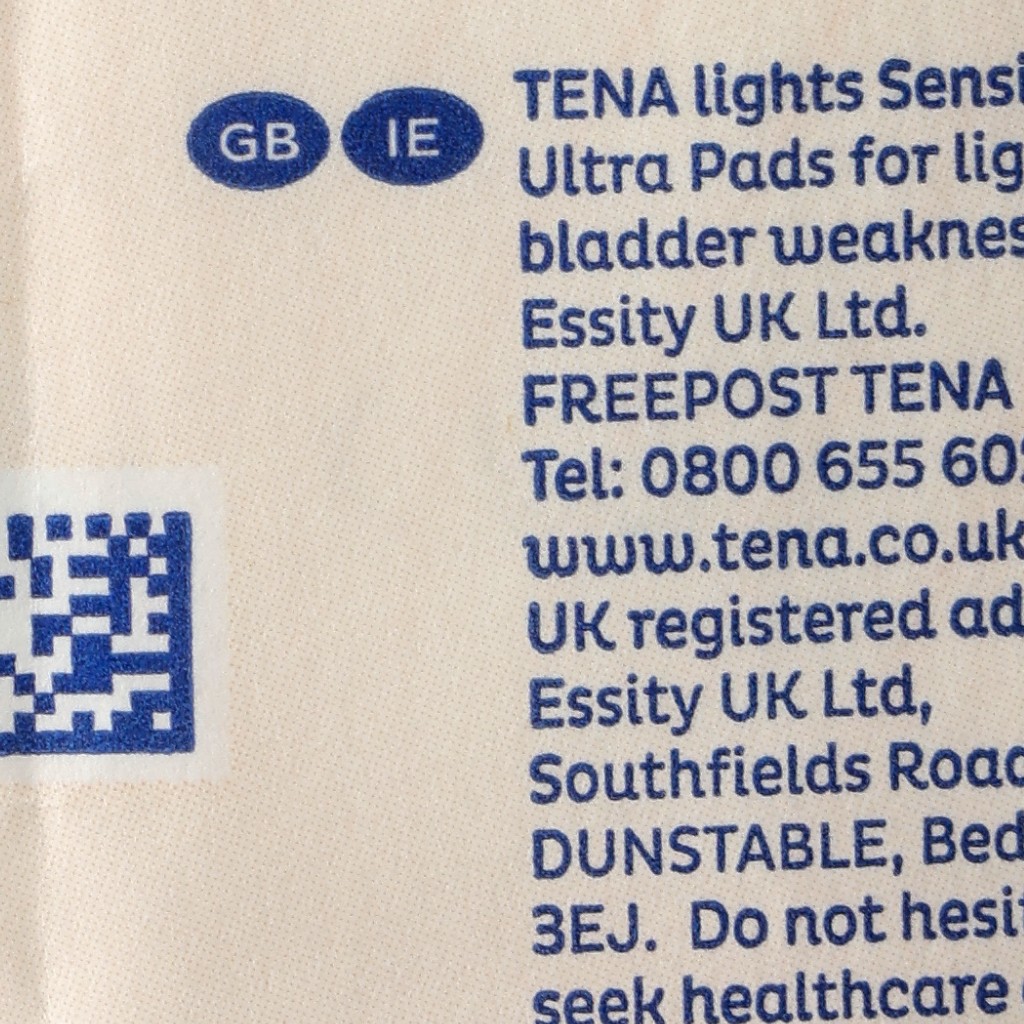 GB IE
TENA lights Sensi
Ultra Pads for lig
bladder weaknes
Essity UK Ltd.
FREEPOST TENA
Tel: 0800 655 60
www.tena.co.uk
UK registered ad
Essity UK Ltd,
Southfields Road
DUNSTABLE, Bed
3EJ. Do not hesit
seek healthcare